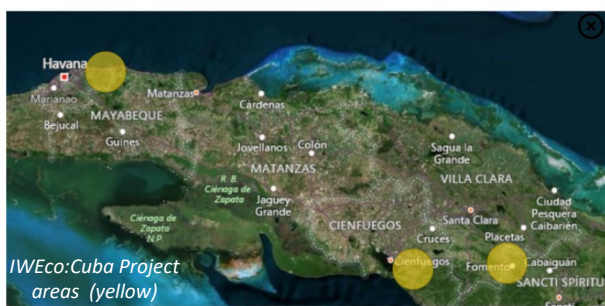 Havana
Marianao
Bejucal
MAYABEQUE
Guines
Matanzas
Cárdenas
Jovellanos
Colón
MATANZAS
R. B.
Ciénaga de
Zapata
Jaguey
Grande
Ciénaga de
Zapata
N.P.
Sagua la
Grande
VILLA CLARA
CIENFUEGOS
Santa Clara
Ciudad
Pesquera
Caibarién
Cruces
Placetas
Cienfuegos
Fomento
Cabaiguán
SANCTI SPÍRITU
IWEco:Cuba Project
areas (yellow)